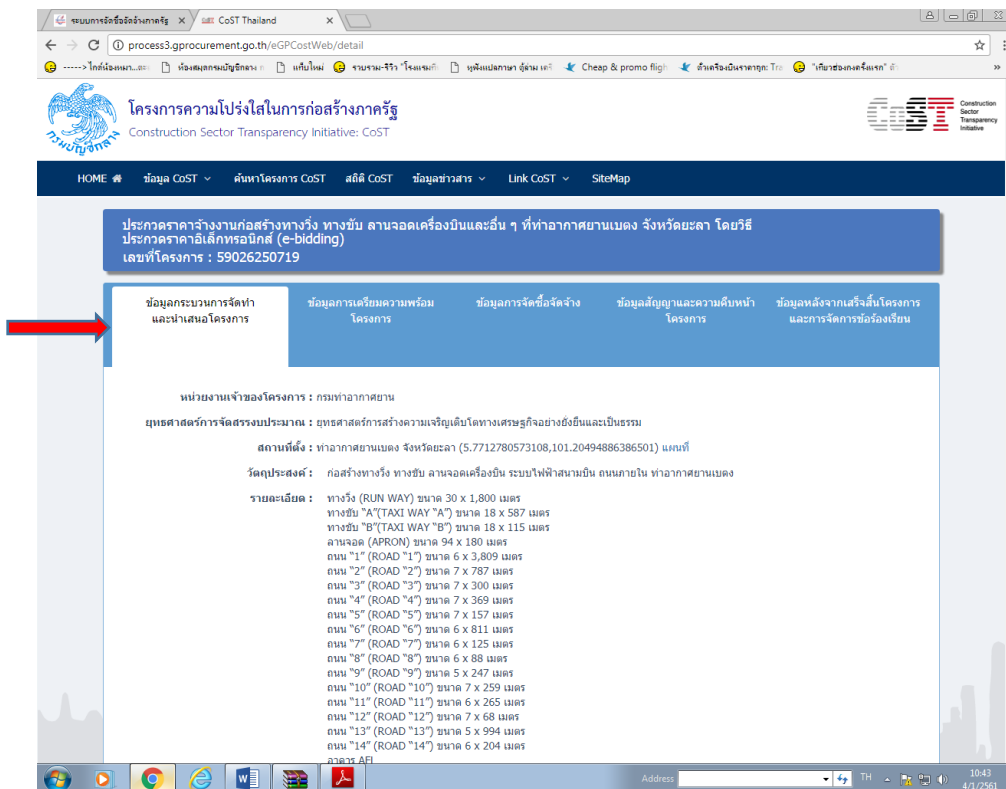 ระบบการจัดซื้อจัดจ้างภาครัฐ
CoST Thailand
process3.gprocurement.go.th/eGPCostWeb/detail
แท็บใหม่
Cheap & promo fligh
»
กรมบัญชีกลาง
โครงการความโปร่งใสในการก่อสร้างภาครัฐ
Construction Sector Transparency Initiative: CoST
CoST
Construction
Sector
Transparency
Initiative
HOME ข้อมูล CoST ค้นหาโครงการ CoST สถิติ CoST ข้อมูลข่าวสาร Link CoST SiteMap
ประกวดราคาจ้างงานก่อสร้างทางวิ่ง ทางขับ ลานจอดเครื่องบินและอื่น ๆ ที่ท่าอากาศยานเบตง จังหวัดยะลา โดยวิธี
ประกวดราคาอิเล็กทรอนิกส์ (e-bidding)
เลขที่โครงการ : 59026250719
ข้อมูลกระบวนการจัดทำ
และนำเสนอโครงการ
ข้อมูลการเตรียมความพร้อม
โครงการ
ข้อมูลการจัดซื้อจัดจ้าง
ข้อมูลสัญญาและความคืบหน้า
โครงการ
ข้อมูลหลังจากเสร็จสิ้นโครงการ
และการจัดการข้อร้องเรียน
หน่วยงานเจ้าของโครงการ : กรมท่าอากาศยาน
ยุทธศาสตร์การจัดสรรงบประมาณ : ยุทธศาสตร์การสร้างความเจริญเติบโตทางเศรษฐกิจอย่างยั่งยืนและเป็นธรรม
สถานที่ตั้ง : ท่าอากาศยานเบตง จังหวัดยะลา (5.7712780573108,101.20494886386501) แผนที่
วัตถุประสงค์ : ก่อสร้างทางวิ่ง ทางขับ ลานจอดเครื่องบิน ระบบไฟฟ้าสนามบิน ถนนภายใน ท่าอากาศยานเบตง
รายละเอียด : ทางวิ่ง (RUN WAY) ขนาด 30 x 1,800 เมตร
ทางขับ "A"(TAXI WAY "A") ขนาด 18 x 587 เมตร
ทางขับ "B"(TAXI WAY "B") ขนาด 18 x 115 เมตร
ลานจอด (APRON) ขนาด 94 x 180 เมตร
ถนน "1" (ROAD "1") ขนาด 6 x 3,809 เมตร
ถนน "2" (ROAD "2") ขนาด 7 x 787 เมตร
ถนน "3" (ROAD "3") ขนาด 7 x 300 เมตร
ถนน "4" (ROAD "4") ขนาด 7 x 369 เมตร
ถนน "5" (ROAD "5") ขนาด 7 x 157 เมตร
ถนน "6" (ROAD "6") ขนาด 6 x 811 เมตร
ถนน "7" (ROAD "7") ขนาด 6 x 125 เมตร
ถนน "8" (ROAD "8") ขนาด 6 x 88 เมตร
ถนน "9" (ROAD "9") ขนาด 5 x 247 เมตร
ถนน "10" (ROAD "10") ขนาด 7 x 259 เมตร
ถนน "11" (ROAD "11") ขนาด 6 x 265 เมตร
ถนน "12" (ROAD "12") ขนาด 7 x 68 เมตร
ถนน "13" (ROAD "13") ขนาด 5 x 994 เมตร
ถนน "14" (ROAD "14") ขนาด 6 x 204 เมตร
อาคาร AFL
Address
TH
10:43
4/1/2561